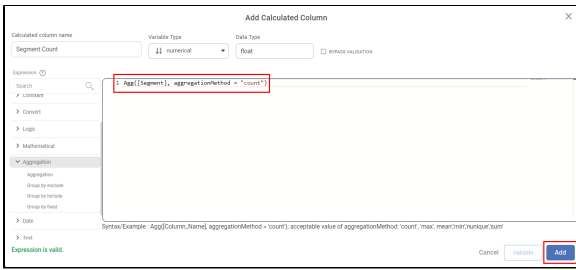 Add Calculated Column
Calculated column name
Variable Type
Data Type
Segment Count
numerical
float
BYPASS VALIDATION
Expression
Search
Constant
Convert
Logic
Mathematical
Aggregation
Aggregation
Group by exclude
Group by include
Group by fixed
Date
Text
1 Agg([Segment], aggregationMethod = "count")
Syntax/Example : Agg([Column_Name], aggregationMethod = 'count'); acceptable value of aggregationMethod: 'count', 'max', mean','min','nunique','sum'
Expression is valid.
Cancel
Validate
Add